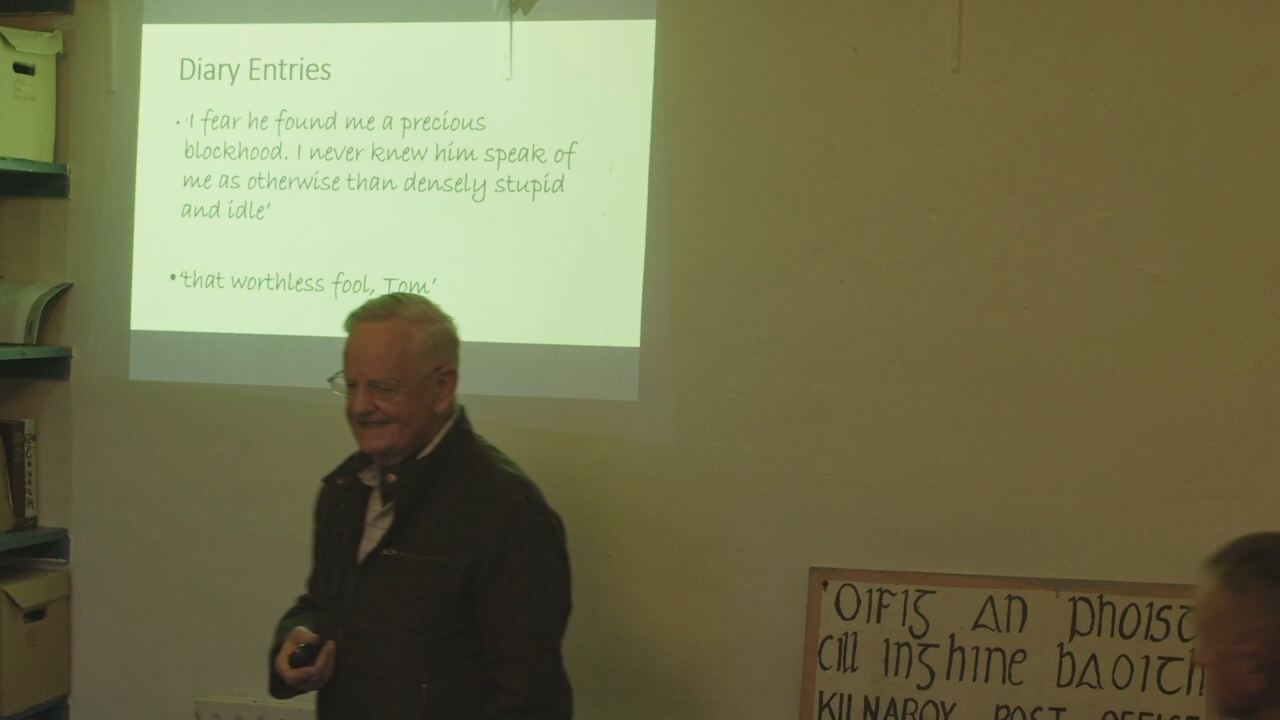 Diary Entries
• ‘I fear he found me a precious
blockhood. I never knew him speak of
me as otherwise than densely stupid
and idle’
• ‘that worthless fool, Tom’
OIFIG AN PHOIST
CILL INGHINE BAOITH
KILNABOY POST OFFICE